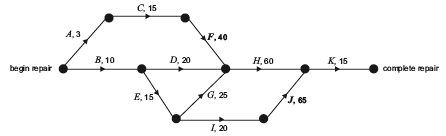 C, 15
A, 3
F, 40
begin repair
B, 10
D, 20
H, 60
K, 15
complete repair
E, 15
G, 25
J, 65
I, 20